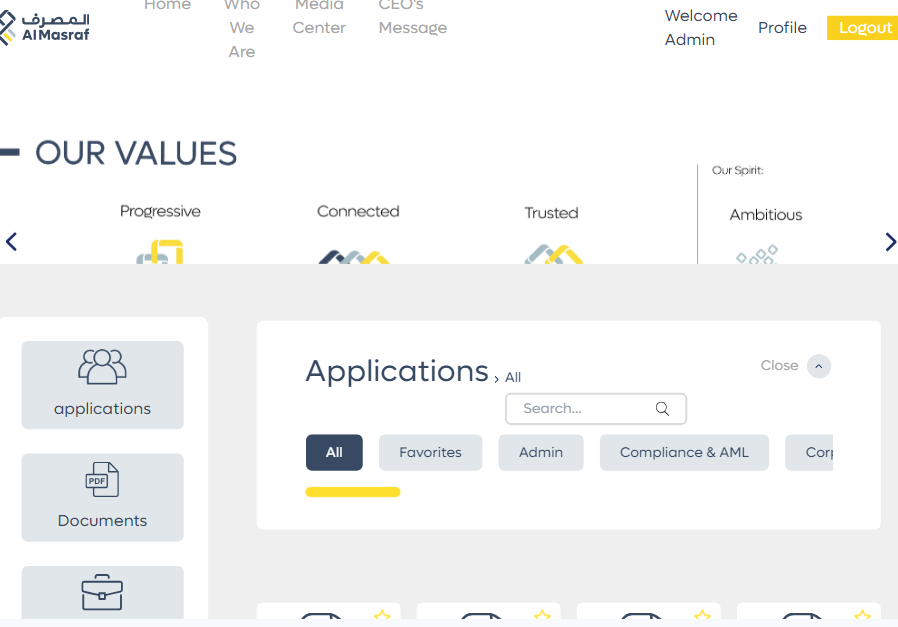 المصرف
Al Masraf
Home
Who
We
Are
Media
Center
CEO's
Message
Welcome
Admin
Profile
Logout
OUR VALUES
Our Spirit:
Progressive
Connected
Trusted
Ambitious
applications
Documents
PDF
Applications › All
Close
Search...
All
Favorites
Admin
Compliance & AML